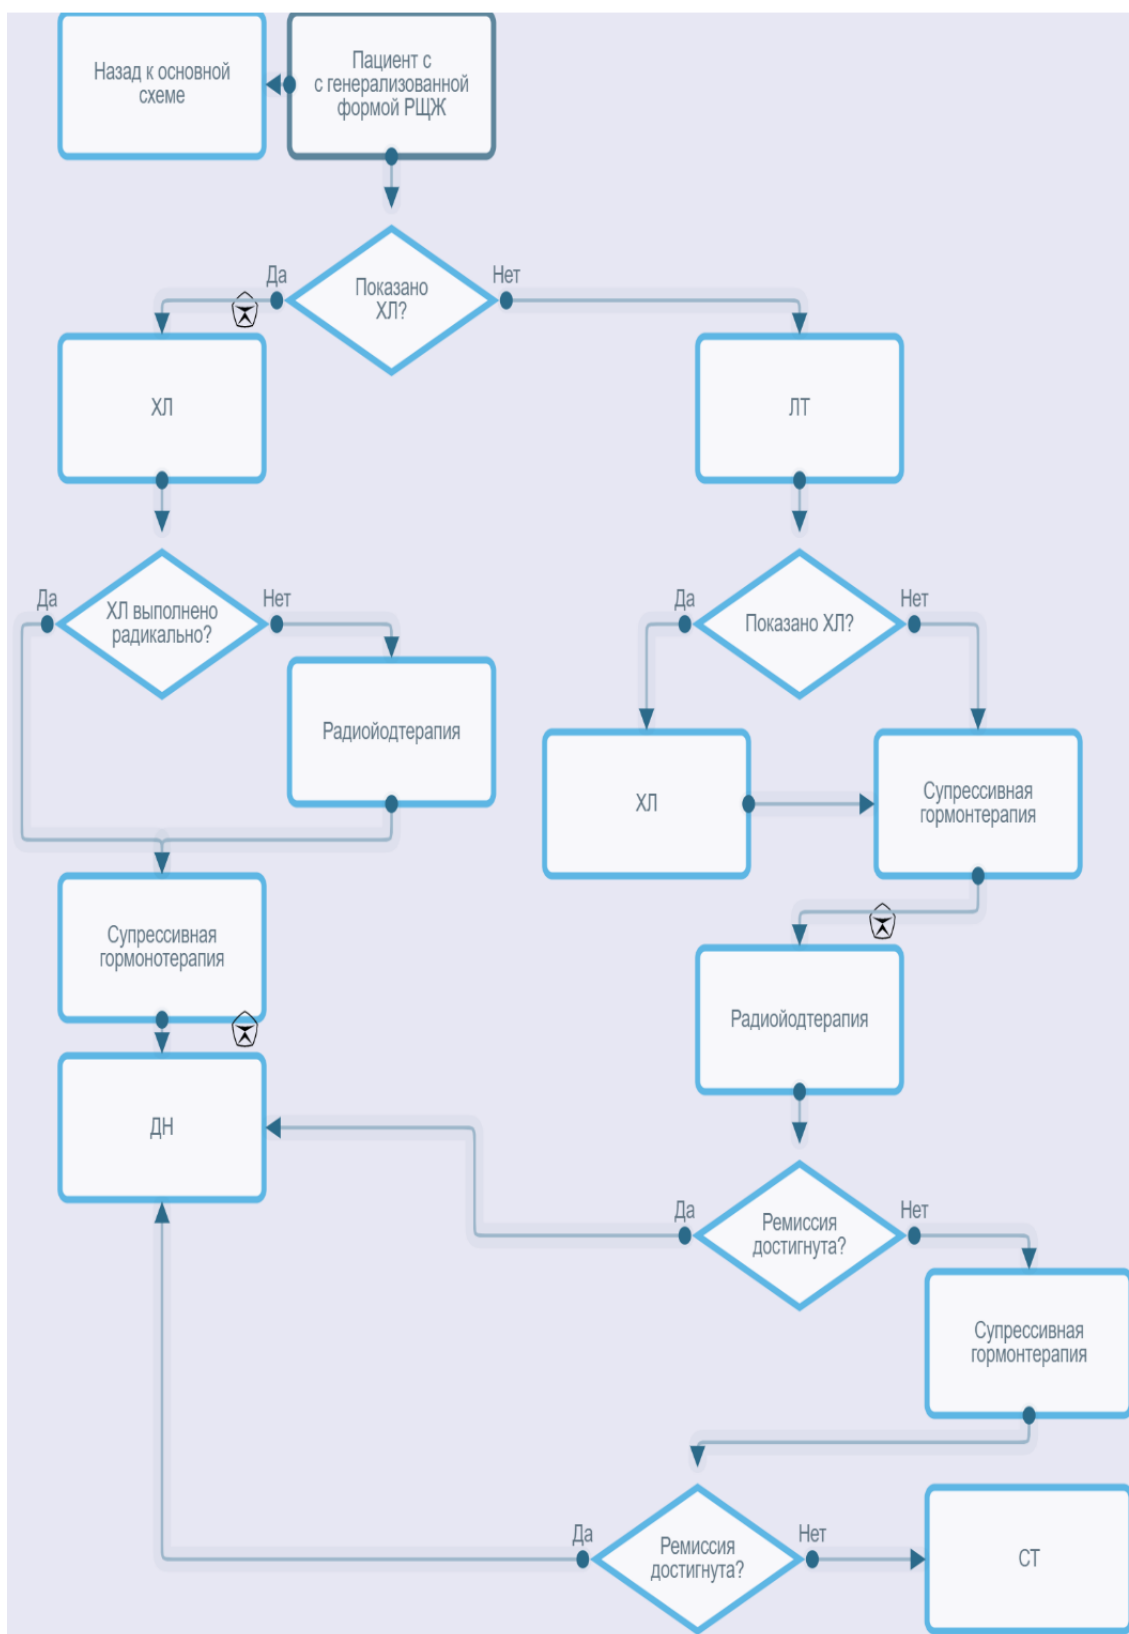 Назад к основной
схеме
Пациент с
с генерализованной
формой РЩЖ
Показано
ХЛ?
Да
Нет
ХЛ
ЛТ
ХЛ выполнено
радикально?
Да
Нет
Показано ХЛ?
Да
Нет
Радиойодтерапия
ХЛ
Супрессивная
гормонтерапия
Супрессивная
гормонотерапия
Радиойодтерапия
ДН
Ремиссия
достигнута?
Да
Нет
Супрессивная
гормонтерапия
Ремиссия
достигнута?
Да
Нет
СТ